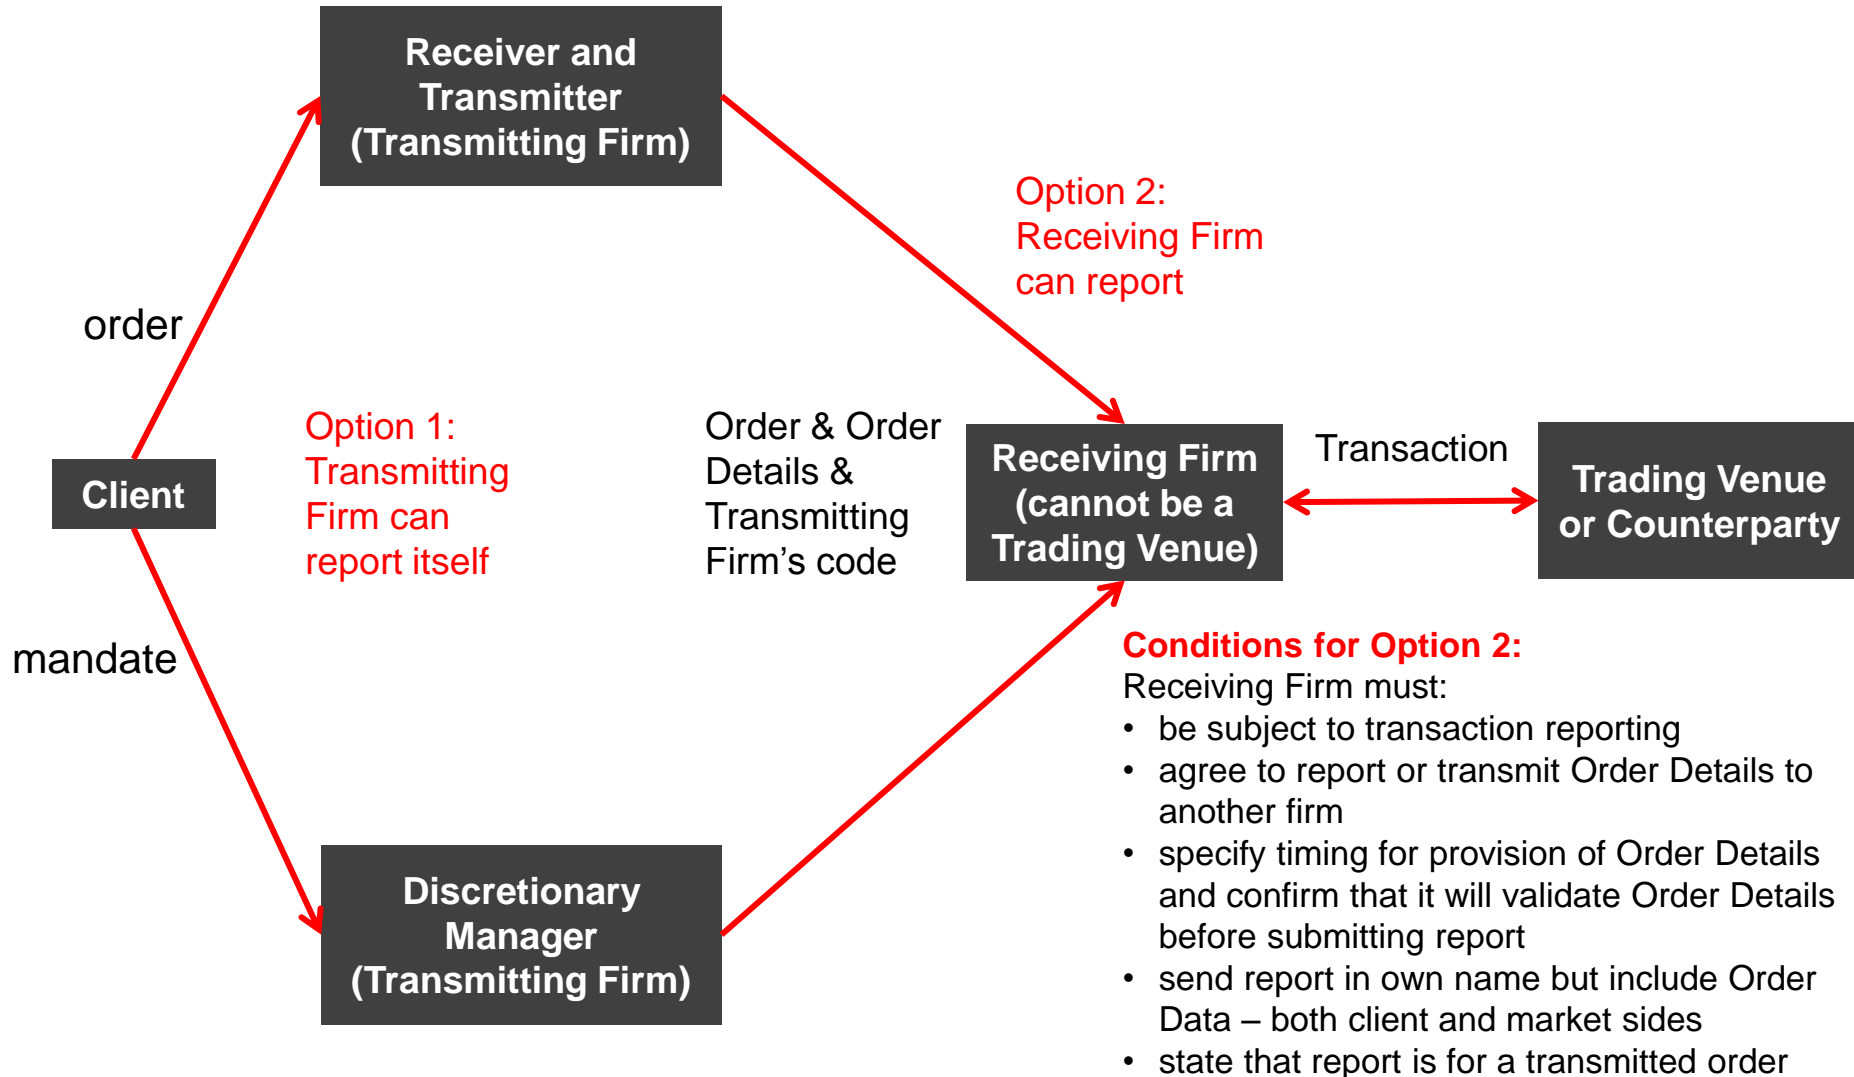 Receiver and
Transmitter
(Transmitting Firm)
Option 2:
Receiving Firm
can report
order
Option 1:
Transmitting
Firm can
report itself
Order & Order
Details &
Transmitting
Firm’s code
Client
Receiving Firm
(cannot be a
Trading Venue)
Transaction
Trading Venue
or Counterparty
mandate
Conditions for Option 2:
Receiving Firm must:
• be subject to transaction reporting
• agree to report or transmit Order Details to
another firm
• specify timing for provision of Order Details
and confirm that it will validate Order Details
before submitting report
• send report in own name but include Order
Data – both client and market sides
• state that report is for a transmitted order
Discretionary
Manager
(Transmitting Firm)